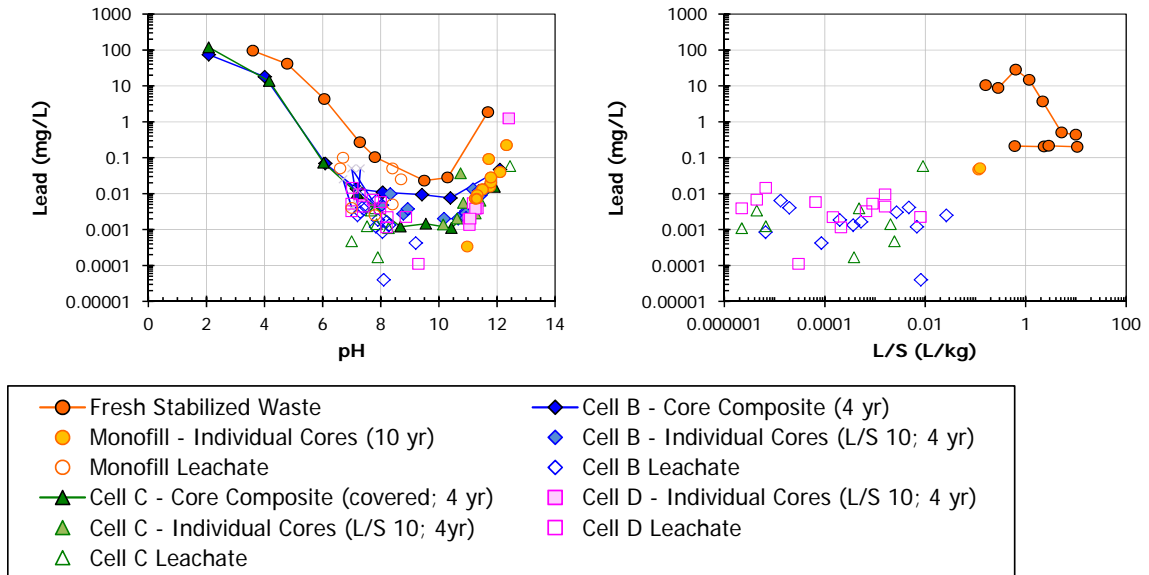 1000
100
10
1
0.1
0.01
0.001
0.0001
0.00001
Lead (mg/L)
0 2 4 6 8 10 12 14
pH
1000
100
10
1
0.1
0.01
0.001
0.0001
0.00001
Lead (mg/L)
0.000001 0.0001 0.01 1 100
L/S (L/kg)
Fresh Stabilized Waste
Cell B - Core Composite (4 yr)
Monofill - Individual Cores (10 yr)
Cell B - Individual Cores (L/S 10; 4 yr)
Monofill Leachate
Cell B Leachate
Cell C - Core Composite (covered; 4 yr)
Cell D - Individual Cores (L/S 10; 4 yr)
Cell C - Individual Cores (L/S 10; 4yr)
Cell D Leachate
Cell C Leachate